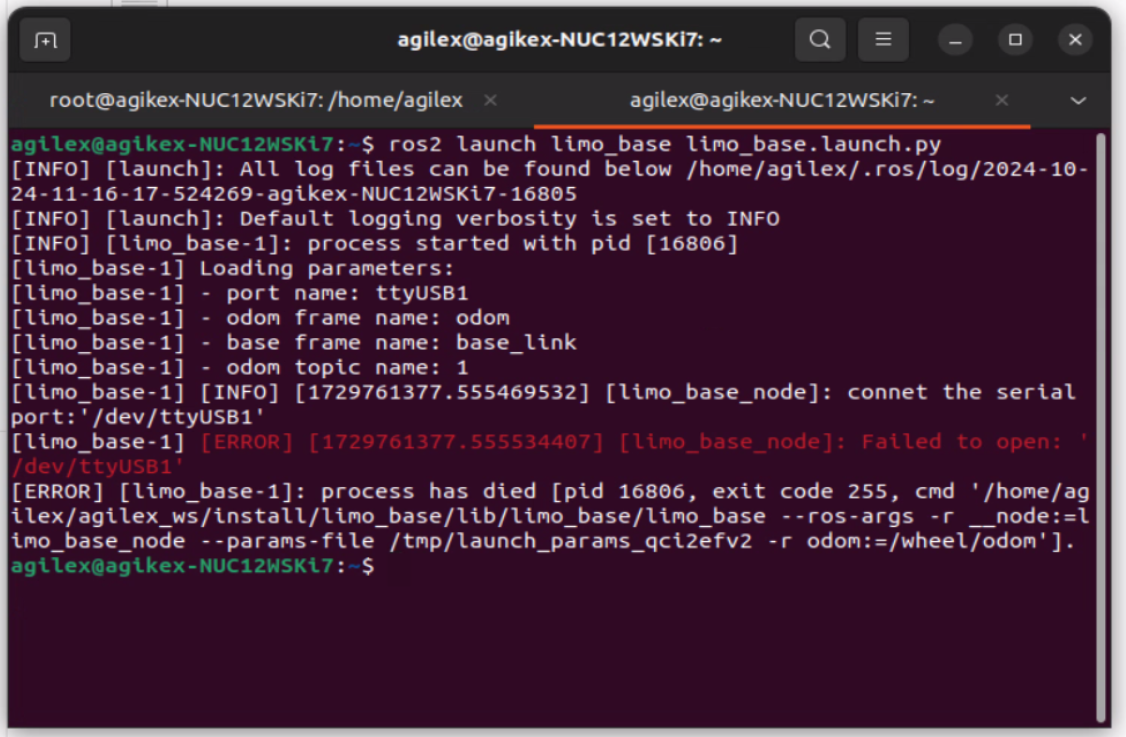 agilex@agikex-NUC12WSKi7: ~
root@agikex-NUC12WSKi7: /home/agilex
agilex@agikex-NUC12WSKi7: ~
agilex@agikex-NUC12WSKi7:~$ ros2 launch limo_base limo_base.launch.py
[INFO] [launch]: All log files can be found below /home/agilex/.ros/log/2024-10-
24-11-16-17-524269-agikex-NUC12WSKi7-16805
[INFO] [launch]: Default logging verbosity is set to INFO
[INFO] [limo_base-1]: process started with pid [16806]
[limo_base-1] Loading parameters:
[limo_base-1] - port name: ttyUSB1
[limo_base-1] - odom frame name: odom
[limo_base-1] - base frame name: base_link
[limo_base-1] - odom topic name: 1
[limo_base-1] [INFO] [1729761377.555469532] [limo_base_node]: connet the serial
port:'/dev/ttyUSB1'
[limo_base-1] [ERROR] [1729761377.555534407] [limo_base_node]: Failed to open: '
/dev/ttyUSB1'
[ERROR] [limo_base-1]: process has died [pid 16806, exit code 255, cmd '/home/ag
ilex/agilex_ws/install/limo_base/lib/limo_base/limo_base --ros-args -r __node:=l
imo_base_node --params-file /tmp/launch_params_qci2efv2 -r odom:=/wheel/odom'].
agilex@agikex-NUC12WSKi7:~$